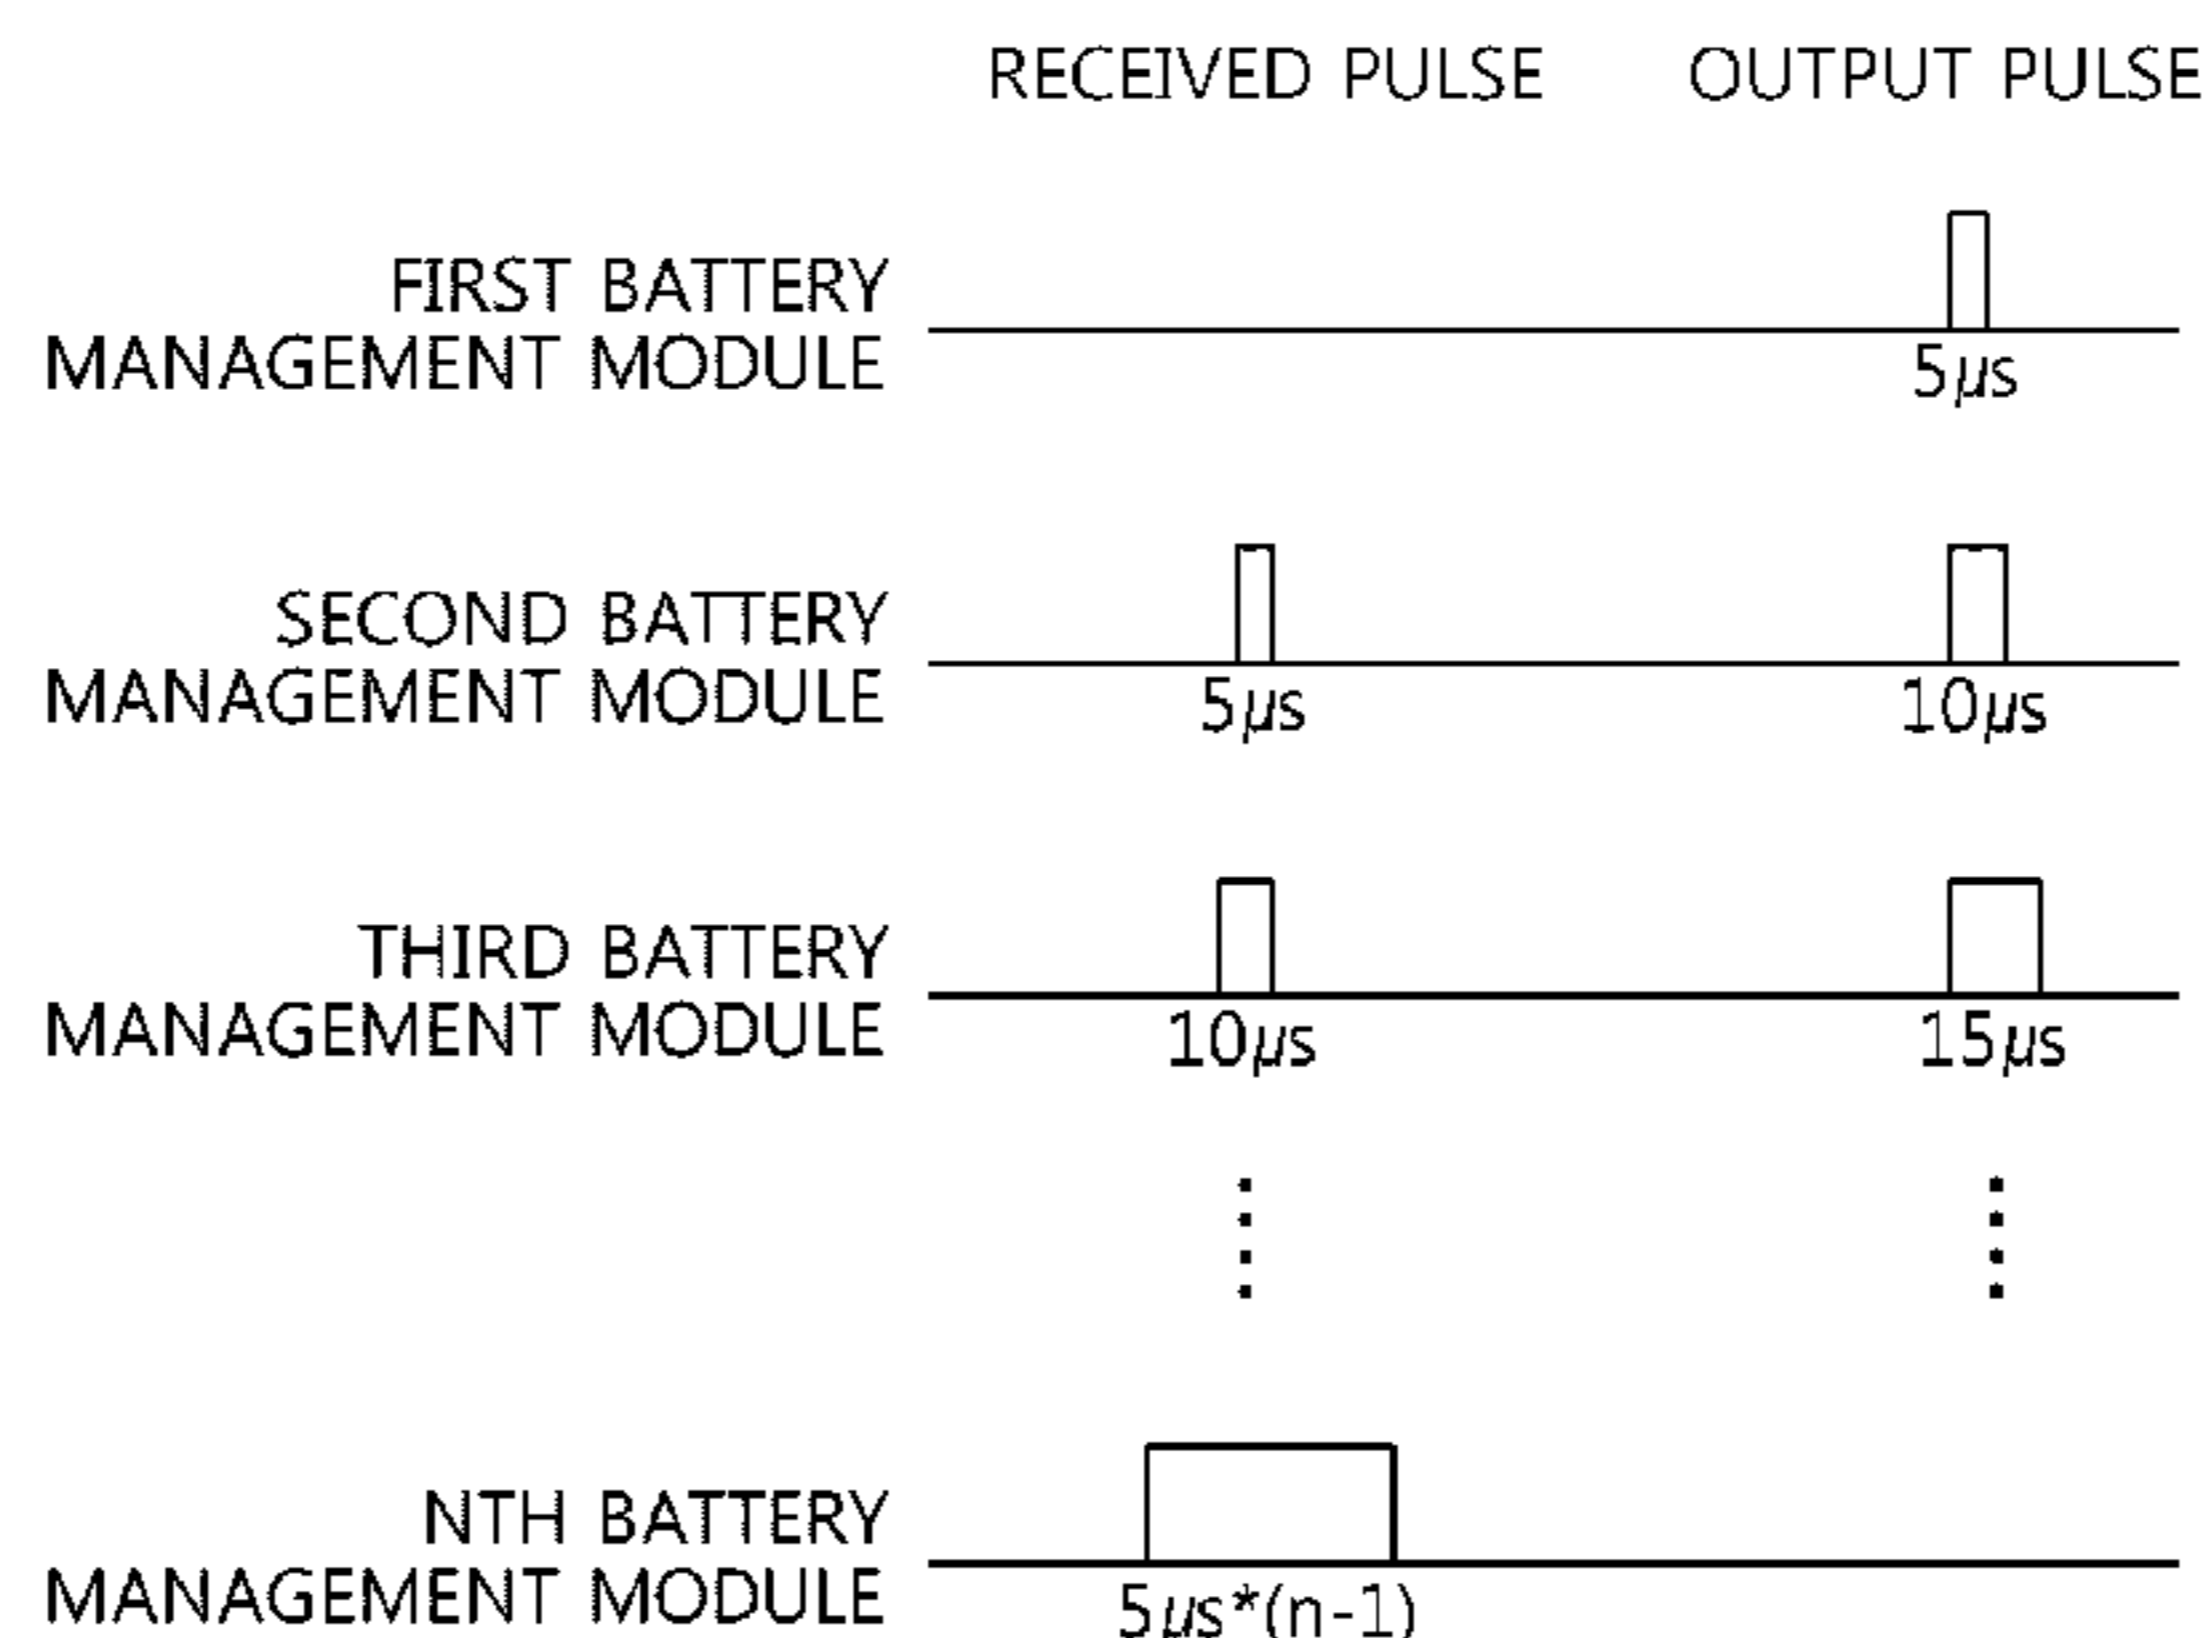 RECEIVED PULSE OUTPUT PULSE
FIRST BATTERY
MANAGEMENT MODULE
5µs
SECOND BATTERY
MANAGEMENT MODULE
5µs 10µs
THIRD BATTERY
MANAGEMENT MODULE
10µs 15µs
NTH BATTERY
MANAGEMENT MODULE
5µs*(n-1)